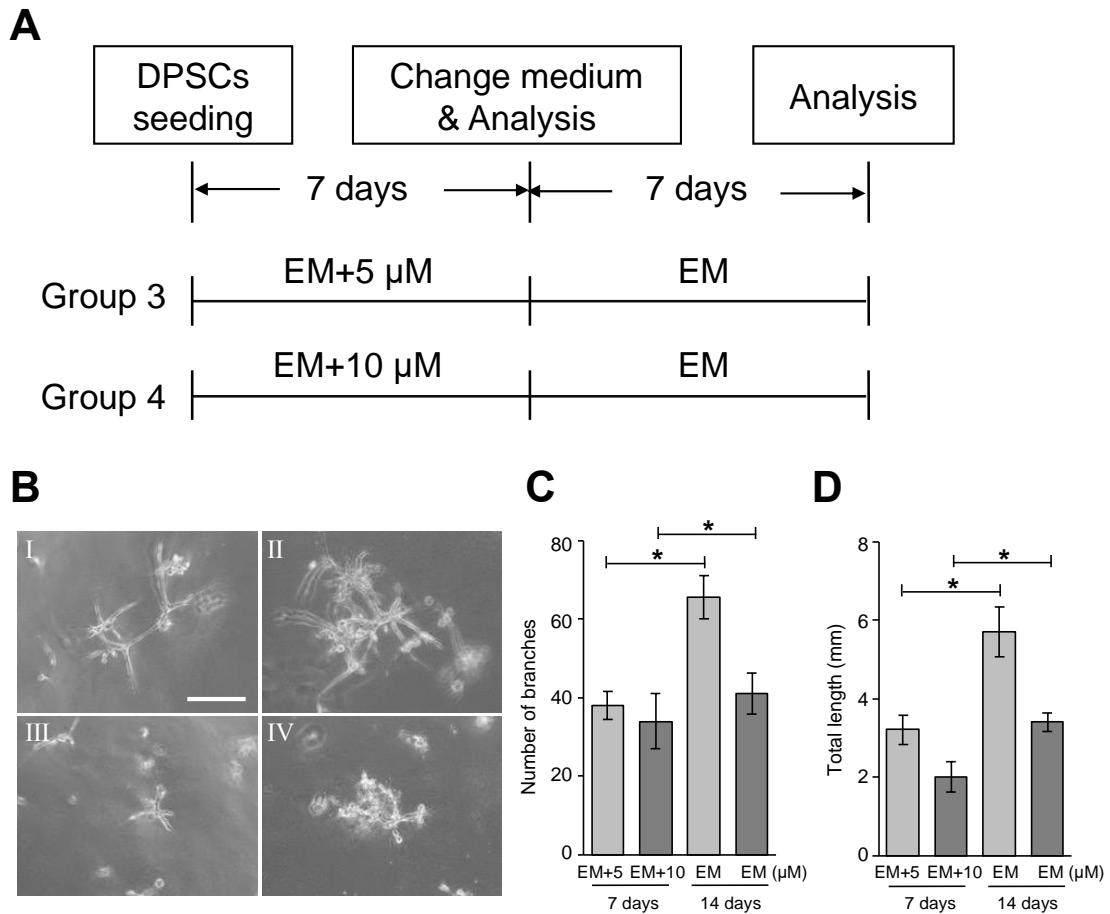 A
DPSCs
seeding
Change medium
& Analysis
Analysis
7 days
7 days
EM+5 µM
EM
Group 3
EM+10 µM
EM
Group 4
B
I
II
III
IV
C
*
*
Number of branches
80
60
40
20
0
EM+5 EM+10 EM EM (µM)
7 days 14 days
D
*
*
Total length (mm)
8
6
4
2
0
EM+5 EM+10 EM EM (µM)
7 days 14 days